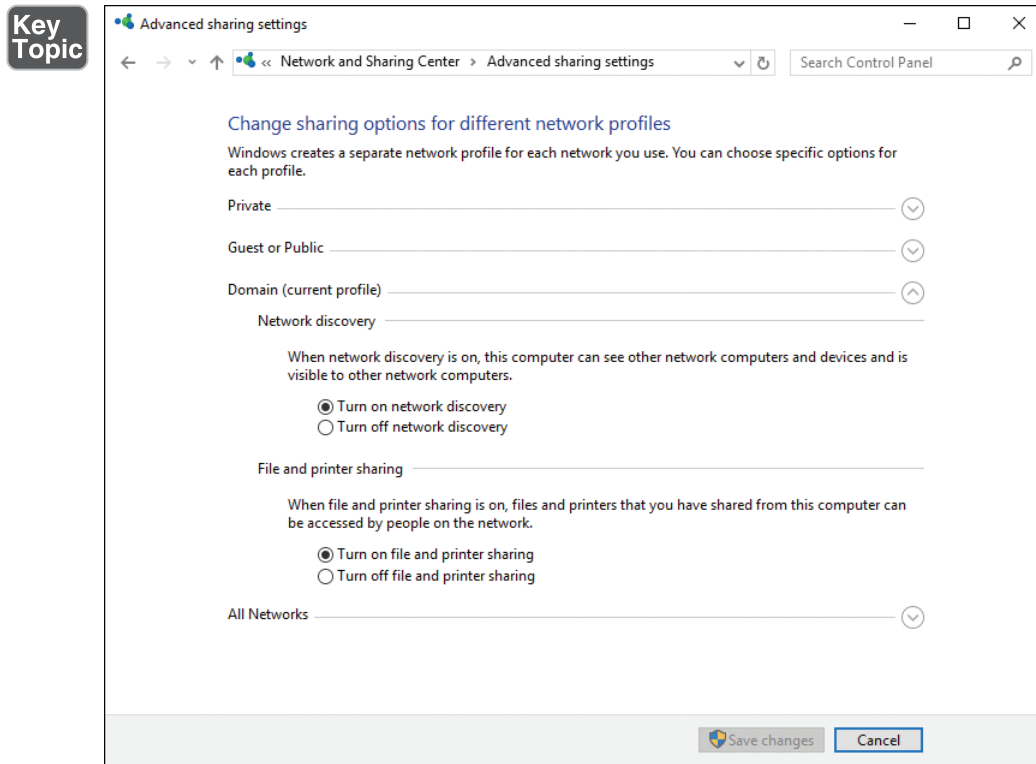 Key
Topic
Advanced sharing settings
« Network and Sharing Center › Advanced sharing settings
Search Control Panel
Change sharing options for different network profiles
Windows creates a separate network profile for each network you use. You can choose specific options for
each profile.
Private
Guest or Public
Domain (current profile)
Network discovery
When network discovery is on, this computer can see other network computers and devices and is
visible to other network computers.
Turn on network discovery
Turn off network discovery
File and printer sharing
When file and printer sharing is on, files and printers that you have shared from this computer can
be accessed by people on the network.
Turn on file and printer sharing
Turn off file and printer sharing
All Networks
Save changes
Cancel